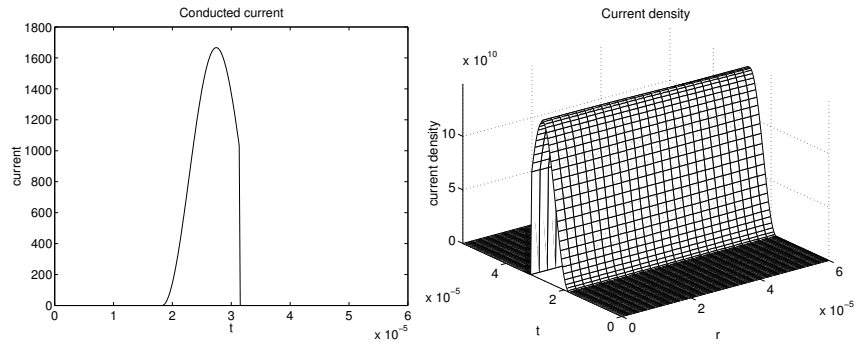 Conducted current
1800
1600
1400
1200
1000
800
600
400
200
0
current
0 1 2 3 4 5 6
t
x 10⁻⁵
Current density
x 10¹⁰
10
5
0
current density
4
2
0
x 10⁻⁵
t
0
2
4
6
x 10⁻⁵
r